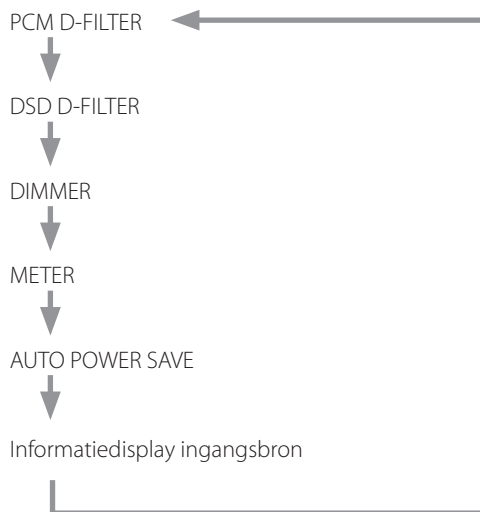 PCM D-FILTER
DSD D-FILTER
DIMMER
METER
AUTO POWER SAVE
Informatiedisplay ingangsbron